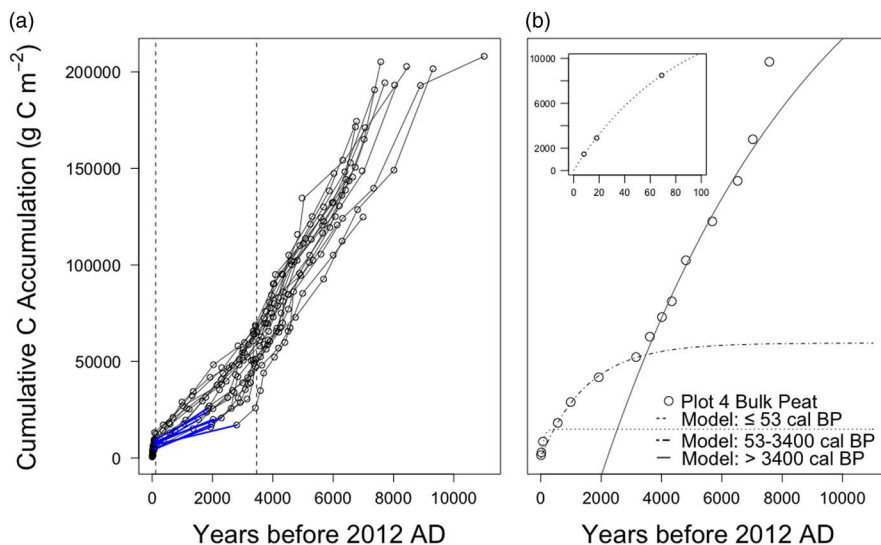 (a)
Cumulative C Accumulation (g C m−2)
200000
150000
100000
50000
0
0 2000 4000 6000 8000 10000
Years before 2012 AD
(b)
10000
8000
6000
4000
2000
0
0 20 40 60 80 100
Plot 4 Bulk Peat
Model: ≤ 53 cal BP
Model: 53-3400 cal BP
Model: > 3400 cal BP
0 2000 4000 6000 8000 10000
Years before 2012 AD